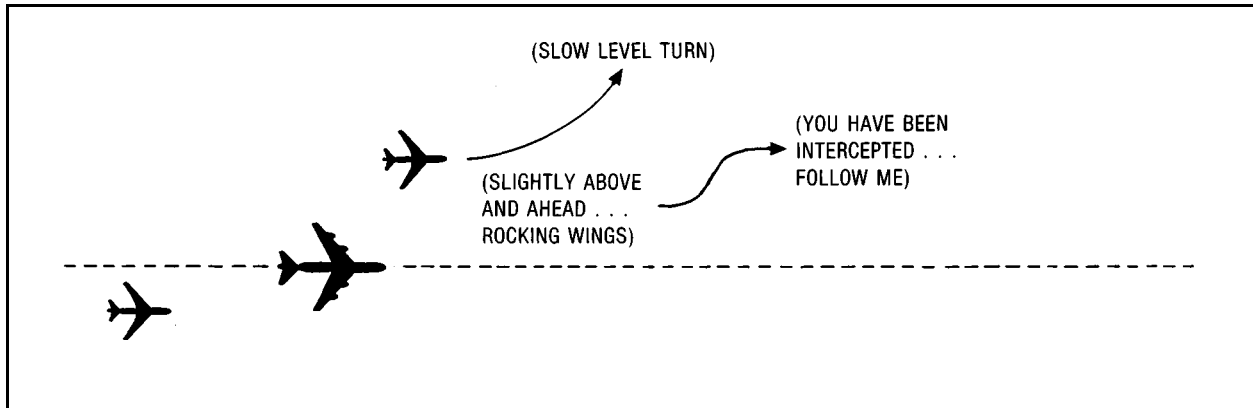 (SLOW LEVEL TURN)
(SLIGHTLY ABOVE
AND AHEAD . . .
ROCKING WINGS)
(YOU HAVE BEEN
INTERCEPTED . . .
FOLLOW ME)